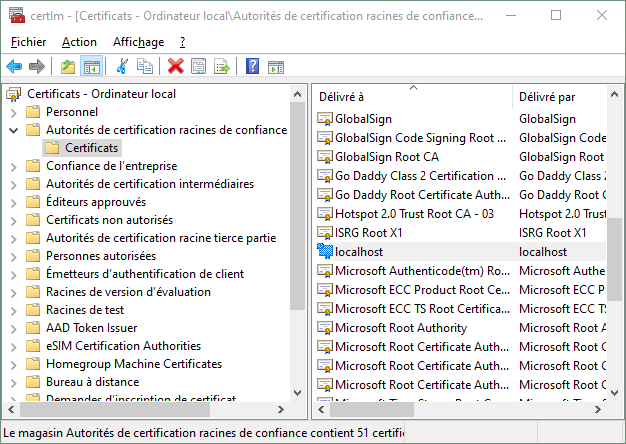 certlm - [Certificats - Ordinateur local\Autorités de certification racines de confiance...
Fichier Action Affichage ?
Certificats - Ordinateur local
Personnel
Autorités de certification racines de confiance
Certificats
Confiance de l'entreprise
Autorités de certification intermédiaires
Éditeurs approuvés
Certificats non autorisés
Autorités de certification racine tierce partie
Personnes autorisées
Émetteurs d'authentification de client
Racines de version d'évaluation
Racines de test
AAD Token Issuer
eSIM Certification Authorities
Homegroup Machine Certificates
Bureau à distance
Demandes d'inscription de certificat
Délivré à Délivré par
GlobalSign GlobalSign
GlobalSign Code Signing Root ... GlobalSign Code
GlobalSign Root CA GlobalSign Root C
Go Daddy Class 2 Certification ... Go Daddy Class 2
Go Daddy Root Certificate Auth... Go Daddy Root C
Hotspot 2.0 Trust Root CA - 03 Hotspot 2.0 Trust
ISRG Root X1 ISRG Root X1
localhost localhost
Microsoft Authenticode(tm) Ro... Microsoft Authe
Microsoft ECC Product Root Ce... Microsoft ECC P
Microsoft ECC TS Root Certifica... Microsoft ECC T
Microsoft Root Authority Microsoft Root A
Microsoft Root Certificate Auth... Microsoft Root C
Microsoft Root Certificate Auth... Microsoft Root C
Microsoft Root Certificate Auth... Microsoft Root C
Le magasin Autorités de certification racines de confiance contient 51 certifi